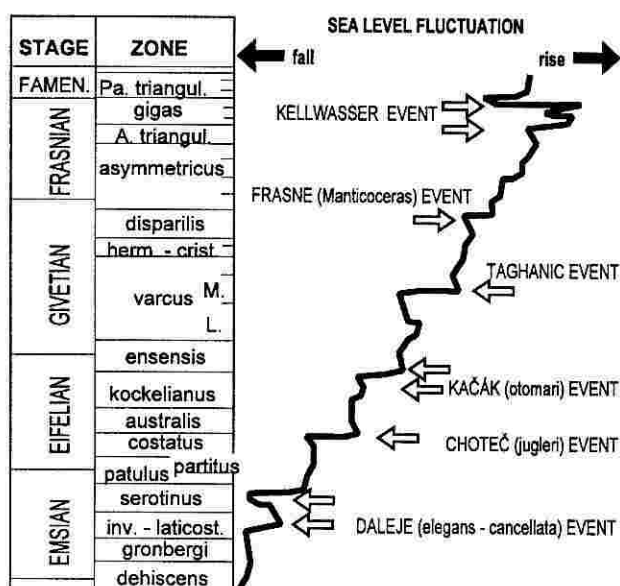 SEA LEVEL FLUCTUATION
STAGE ZONE fall rise
FAMEN. Pa. triangul.
gigas
KELLWASSER EVENT
A. triangul.
FRASNIAN
asymmetricus
FRASNE (Manticoceras) EVENT
disparilis
herm. - crist.
TAGHANIC EVENT
GIVETIAN
varcus M.
L.
ensensis
KAČÁK (otomari) EVENT
kockelianus
EIFELIAN
australis
costatus
CHOTEČ (jugleri) EVENT
patulus partitus
serotinus
EMSIAN
inv. - laticost.
DALEJE (elegans - cancellata) EVENT
gronbergi
dehiscens